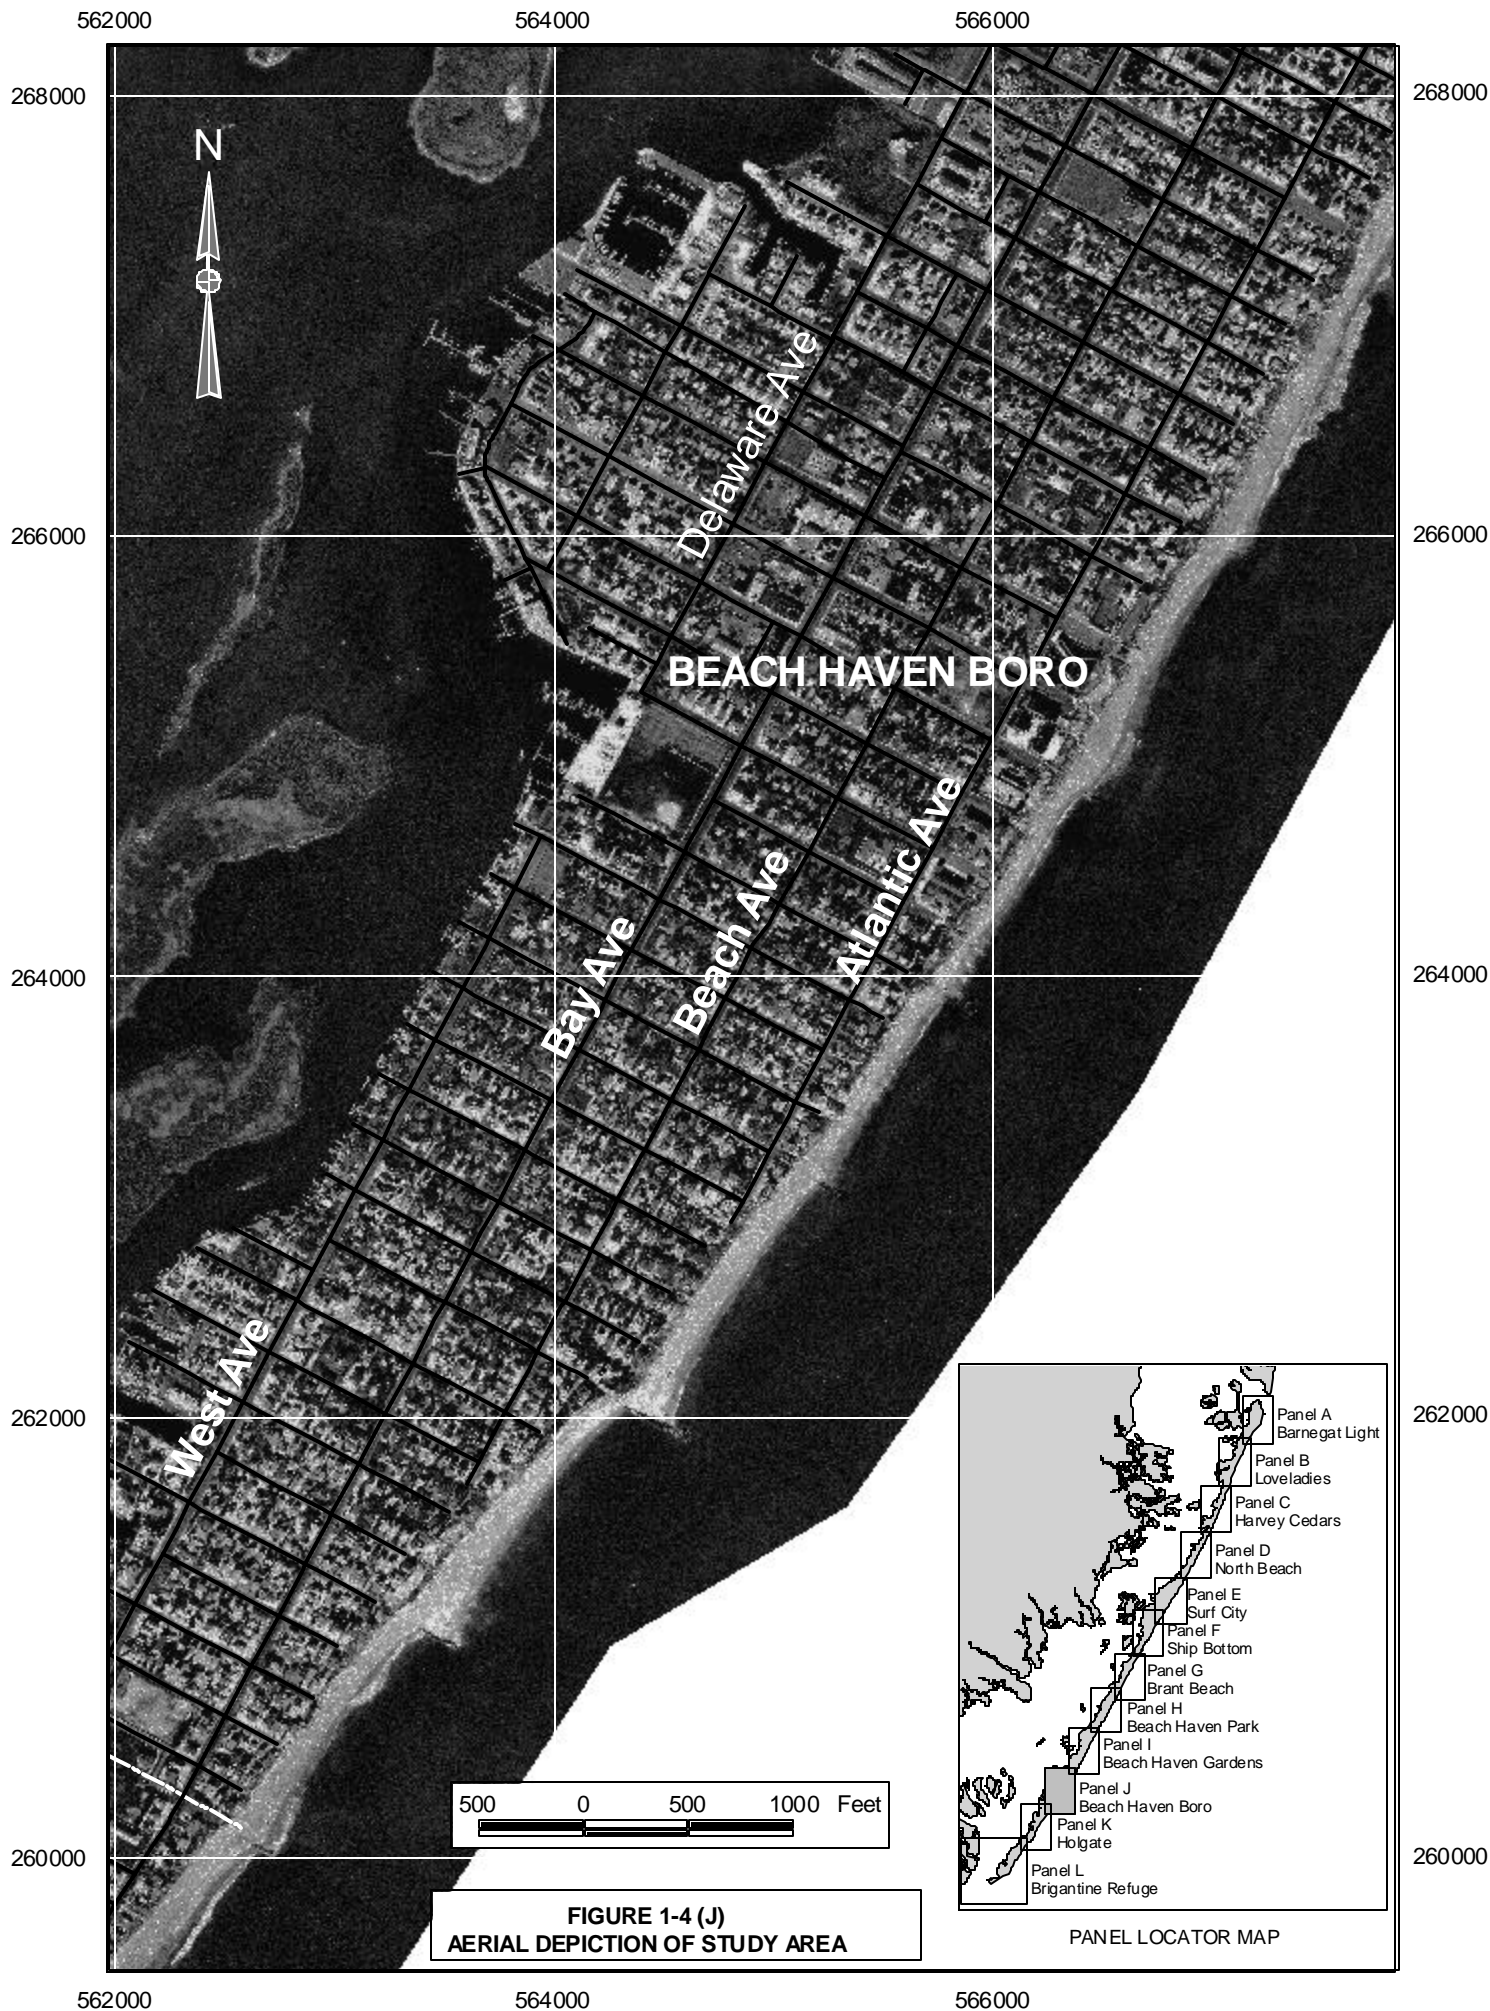 562000 564000 566000
268000 268000
N
Delaware Ave
266000 266000
BEACH HAVEN BORO
Atlantic Ave
Beach Ave
Bay Ave
264000 264000
West Ave
262000 262000
Panel A
Barnegat Light
Panel B
Loveladies
Panel C
Harvey Cedars
Panel D
North Beach
Panel E
Surf City
Panel F
Ship Bottom
Panel G
Brant Beach
Panel H
Beach Haven Park
Panel I
Beach Haven Gardens
Panel J
Beach Haven Boro
Panel K
Holgate
Panel L
Brigantine Refuge
500 0 500 1000 Feet
260000 260000
FIGURE 1-4 (J)
AERIAL DEPICTION OF STUDY AREA
PANEL LOCATOR MAP
562000 564000 566000